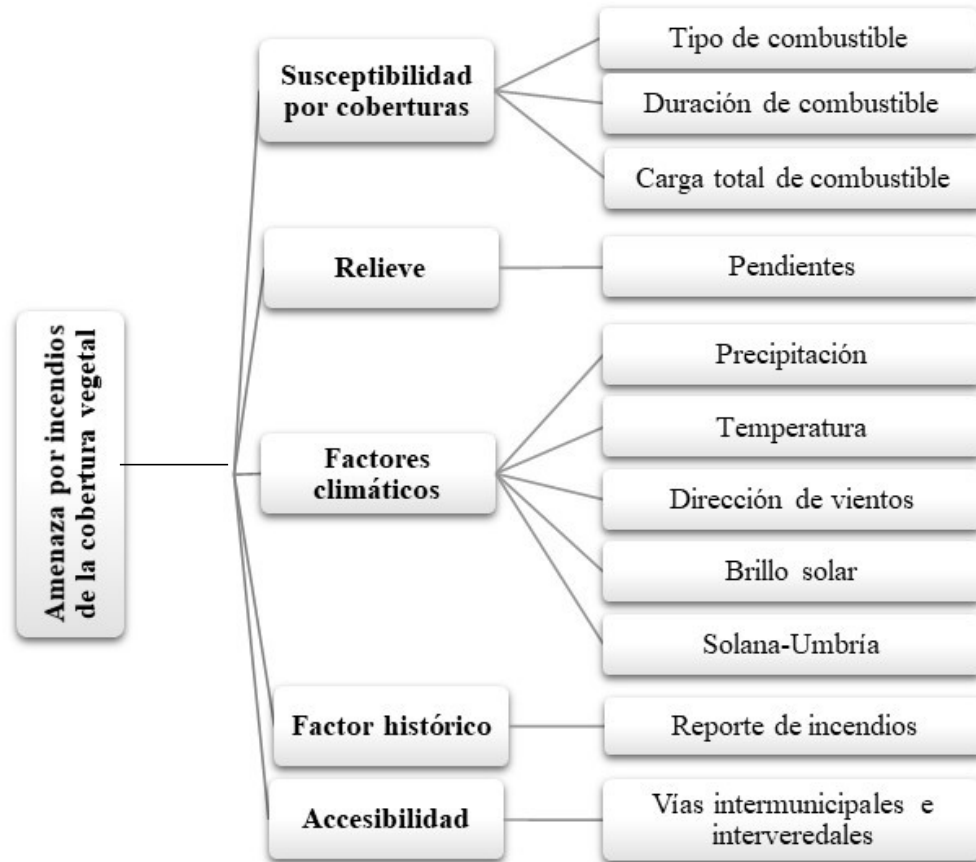 Amenaza por incendios
de la cobertura vegetal
Susceptibilidad
por coberturas
Tipo de combustible
Duración de combustible
Carga total de combustible
Relieve
Pendientes
Factores
climáticos
Precipitación
Temperatura
Dirección de vientos
Brillo solar
Solana-Umbría
Factor histórico
Reporte de incendios
Accesibilidad
Vías intermunicipales e
interveredales